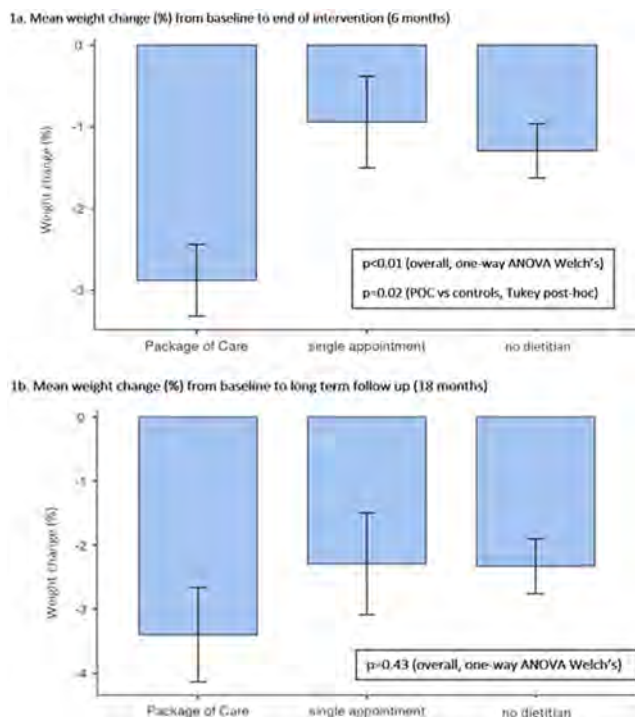 1a. Mean weight change (%) from baseline to end of intervention (6 months)
0
-1
-2
-3
Weight change (%)
p<0.01 (overall, one-way ANOVA Welch's)
p=0.02 (POC vs controls, Tukey post-hoc)
Package of Care single appointment no dietitian
1b. Mean weight change (%) from baseline to long term follow up (18 months)
0
-1
-2
-3
-4
Weight change (%)
p=0.43 (overall, one-way ANOVA Welch's)
Package of Care single appointment no dietitian